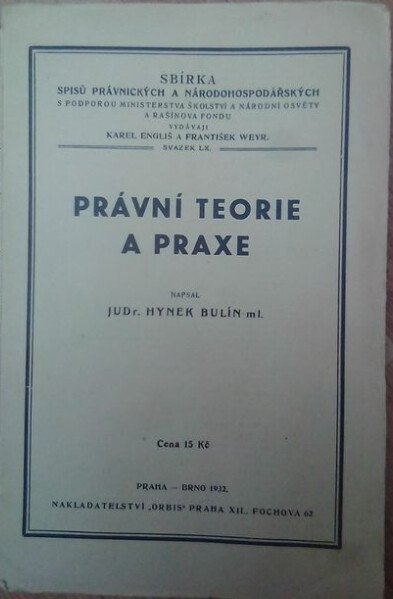 SBÍRKA
SPISŮ PRÁVNICKÝCH A NÁRODOHOSPODÁŘSKÝCH
S PODPOROU MINISTERSTVA ŠKOLSTVÍ A NÁRODNÍ OSVĚTY
A RAŠÍNOVA FONDU
VYDÁVAJÍ
KAREL ENGLIŠ A FRANTIŠEK WEYR.
SVAZEK LX.
PRÁVNÍ TEORIE
A PRAXE
NAPSAL
JUDr. HYNEK BULÍN ml.
Cena 15 Kč
PRAHA — BRNO 1932.
NAKLADATELSTVÍ „ORBIS" PRAHA XII., FOCHOVA 62